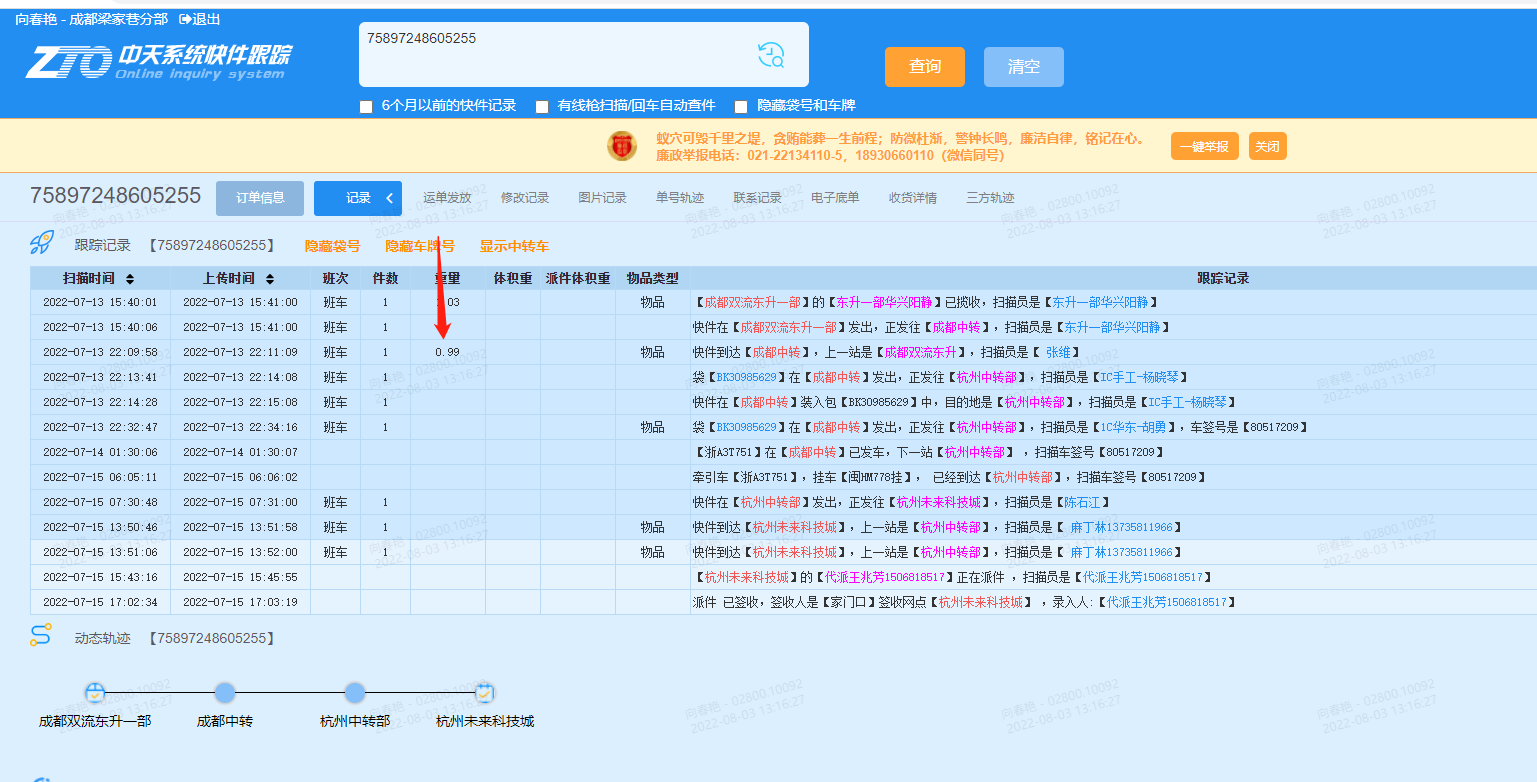 向春艳 - 成都梁家巷分部 退出
ZTO 中天系统快件跟踪
Online inquiry system
75897248605255
查询 清空
6个月以前的快件记录 有线枪扫描/回车自动查件 隐藏袋号和车牌
蚁穴可毁千里之堤，贪贿能葬一生前程；防微杜渐，警钟长鸣，廉洁自律，铭记在心。
廉政举报电话：021-22134110-5，18930660110（微信同号）
一键举报 关闭
75897248605255 订单信息 记录 运单发放 修改记录 图片记录 单号轨迹 联系记录 电子底单 收货详情 三方轨迹
跟踪记录 【75897248605255】 隐藏袋号 隐藏车牌号 显示中转车
扫描时间 上传时间 班次 件数 重量 体积重 派件体积重 物品类型 跟踪记录
2022-07-13 15:40:01 2022-07-13 15:41:00 班车 1 .03 物品 【成都双流东升一部】的【东升一部华兴阳静】已揽收，扫描员是【东升一部华兴阳静】
2022-07-13 15:40:06 2022-07-13 15:41:00 班车 1 快件在【成都双流东升一部】发出，正发往【成都中转】，扫描员是【东升一部华兴阳静】
2022-07-13 22:09:58 2022-07-13 22:11:09 班车 1 0.99 物品 快件到达【成都中转】，上一站是【成都双流东升】，扫描员是【 张维】
2022-07-13 22:13:41 2022-07-13 22:14:08 班车 1 袋【BK30985629】在【成都中转】发出，正发往【杭州中转部】，扫描员是【IC手工-杨晓琴】
2022-07-13 22:14:28 2022-07-13 22:15:08 班车 1 快件在【成都中转】装入包【BK30985629】中，目的地是【杭州中转部】，扫描员是【IC手工-杨晓琴】
2022-07-13 22:32:47 2022-07-13 22:34:16 班车 1 物品 袋【BK30985629】在【成都中转】发出，正发往【杭州中转部】，扫描员是【1C华东-胡勇】，车签号是【80517209】
2022-07-14 01:30:06 2022-07-14 01:30:07 【浙A3T751】在【成都中转】已发车，下一站【杭州中转部】 ，扫描车签号【80517209】
2022-07-15 06:05:11 2022-07-15 06:06:02 牵引车【浙A3T751】，挂车【闽HM778挂】， 已经到达【杭州中转部】，扫描车签号【80517209】
2022-07-15 07:30:48 2022-07-15 07:31:00 班车 1 快件在【杭州中转部】发出，正发往【杭州未来科技城】，扫描员是【陈石江】
2022-07-15 13:50:46 2022-07-15 13:51:58 班车 1 物品 快件到达【杭州未来科技城】，上一站是【杭州中转部】，扫描员是【 麻丁林13735811966】
2022-07-15 13:51:06 2022-07-15 13:52:00 班车 1 物品 快件到达【杭州未来科技城】，上一站是【杭州中转部】，扫描员是【 麻丁林13735811966】
2022-07-15 15:43:16 2022-07-15 15:45:55 【杭州未来科技城】的【代派王兆芳1506818517】正在派件 ，扫描员是【代派王兆芳1506818517】
2022-07-15 17:02:34 2022-07-15 17:03:19 派件 已签收，签收人是【家门口】签收网点【杭州未来科技城】 ，录入人:【代派王兆芳1506818517】
动态轨迹 【75897248605255】
成都双流东升一部 成都中转 杭州中转部 杭州未来科技城
向春艳 - 02800.10092
2022-08-03 13:16:27